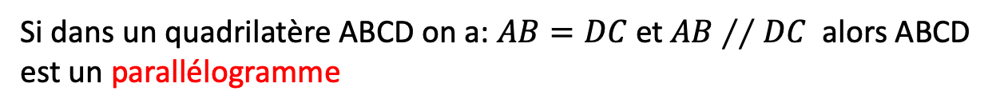 Si dans un quadrilatère ABCD on a: AB = DC et AB // DC alors ABCD
est un parallélogramme